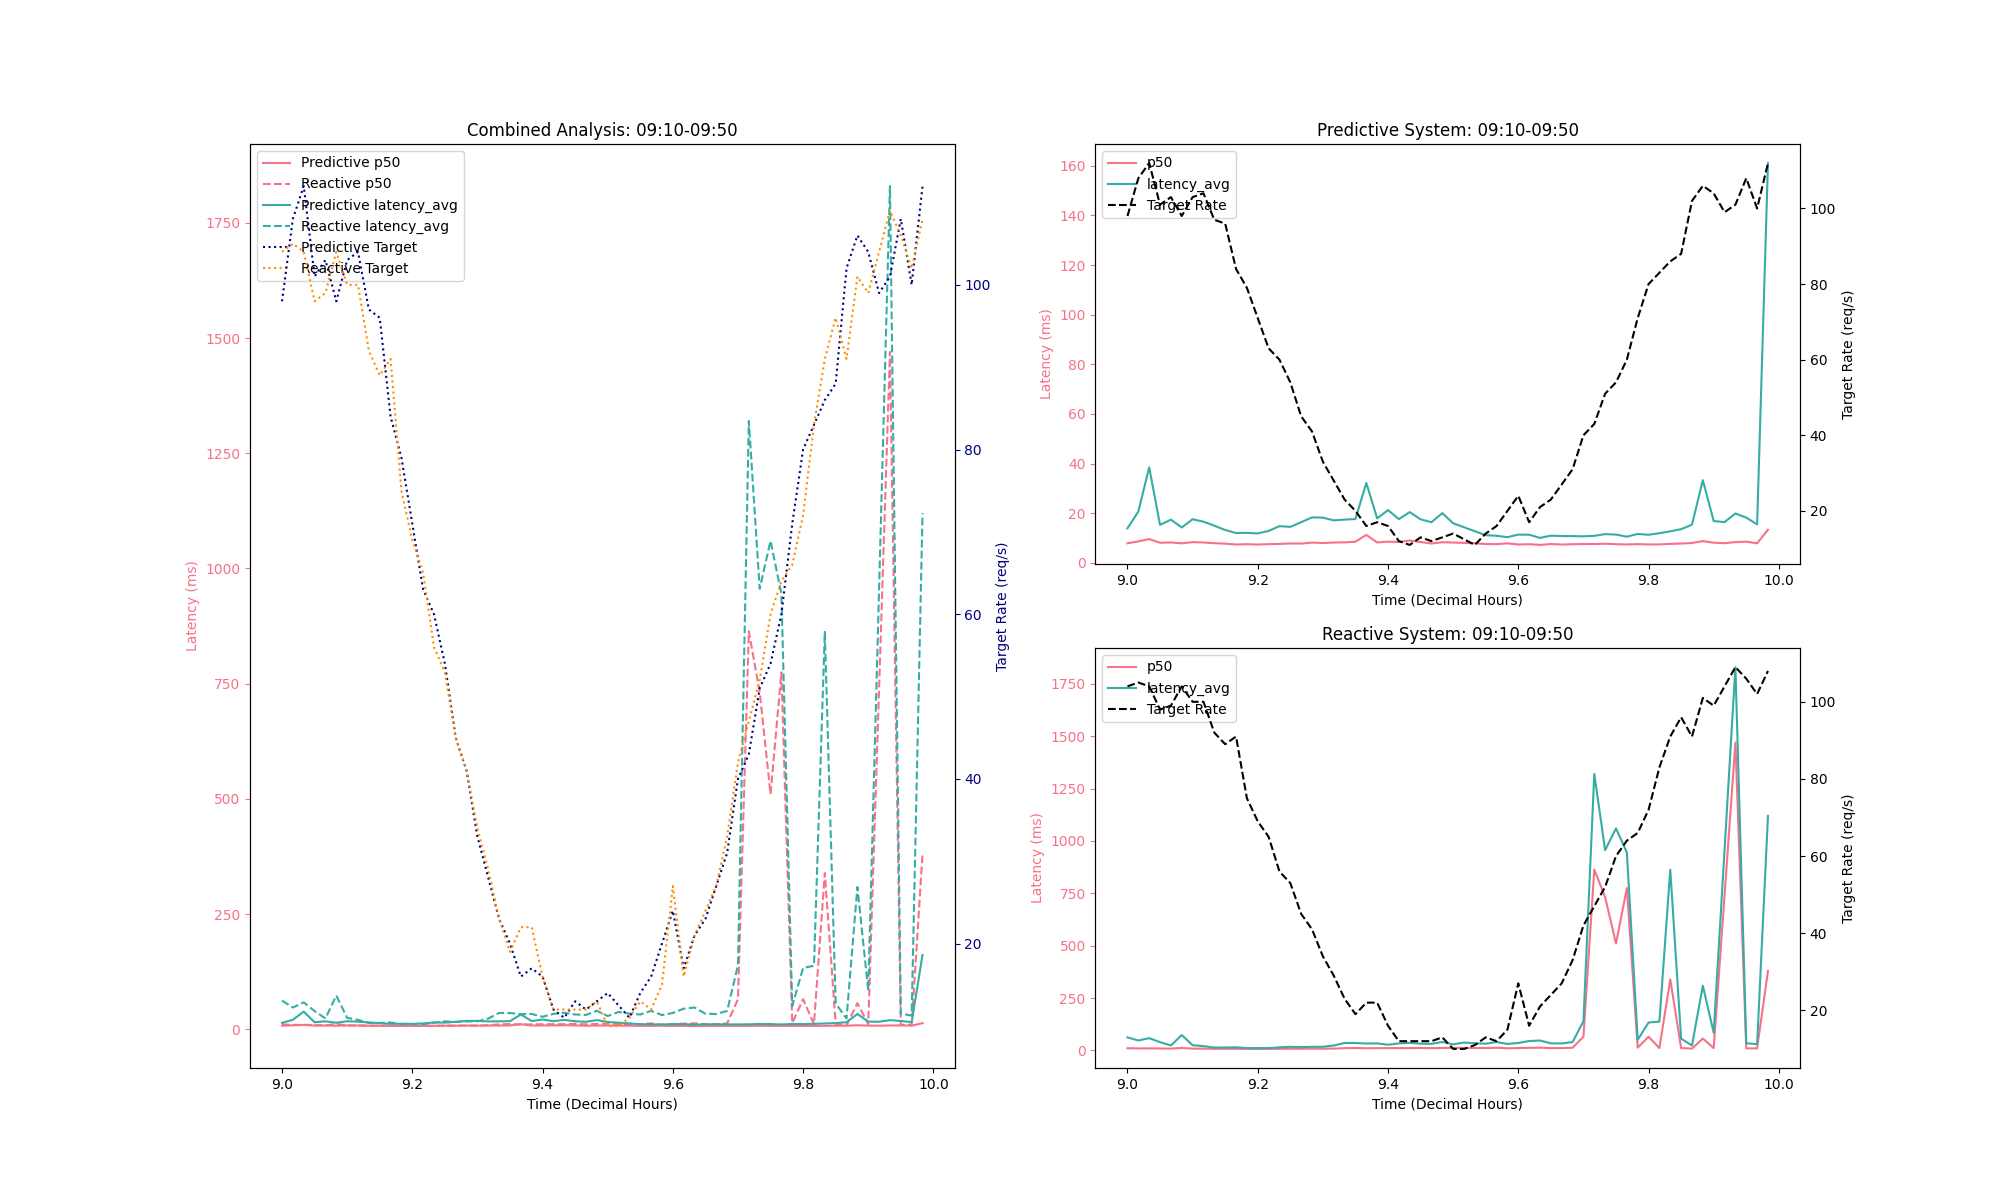 Combined Analysis: 09:10-09:50
Predictive p50
Reactive p50
Predictive latency_avg
Reactive latency_avg
Predictive Target
Reactive Target
1750
1500
1250
1000
750
500
250
0
Latency (ms)
100
80
60
40
20
Target Rate (req/s)
9.0 9.2 9.4 9.6 9.8 10.0
Time (Decimal Hours)
Predictive System: 09:10-09:50
p50
latency_avg
Target Rate
160
140
120
100
80
60
40
20
0
Latency (ms)
100
80
60
40
20
Target Rate (req/s)
9.0 9.2 9.4 9.6 9.8 10.0
Time (Decimal Hours)
Reactive System: 09:10-09:50
p50
latency_avg
Target Rate
1750
1500
1250
1000
750
500
250
0
Latency (ms)
100
80
60
40
20
Target Rate (req/s)
9.0 9.2 9.4 9.6 9.8 10.0
Time (Decimal Hours)